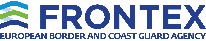 FRONTEX
EUROPEAN BORDER AND COAST GUARD AGENCY